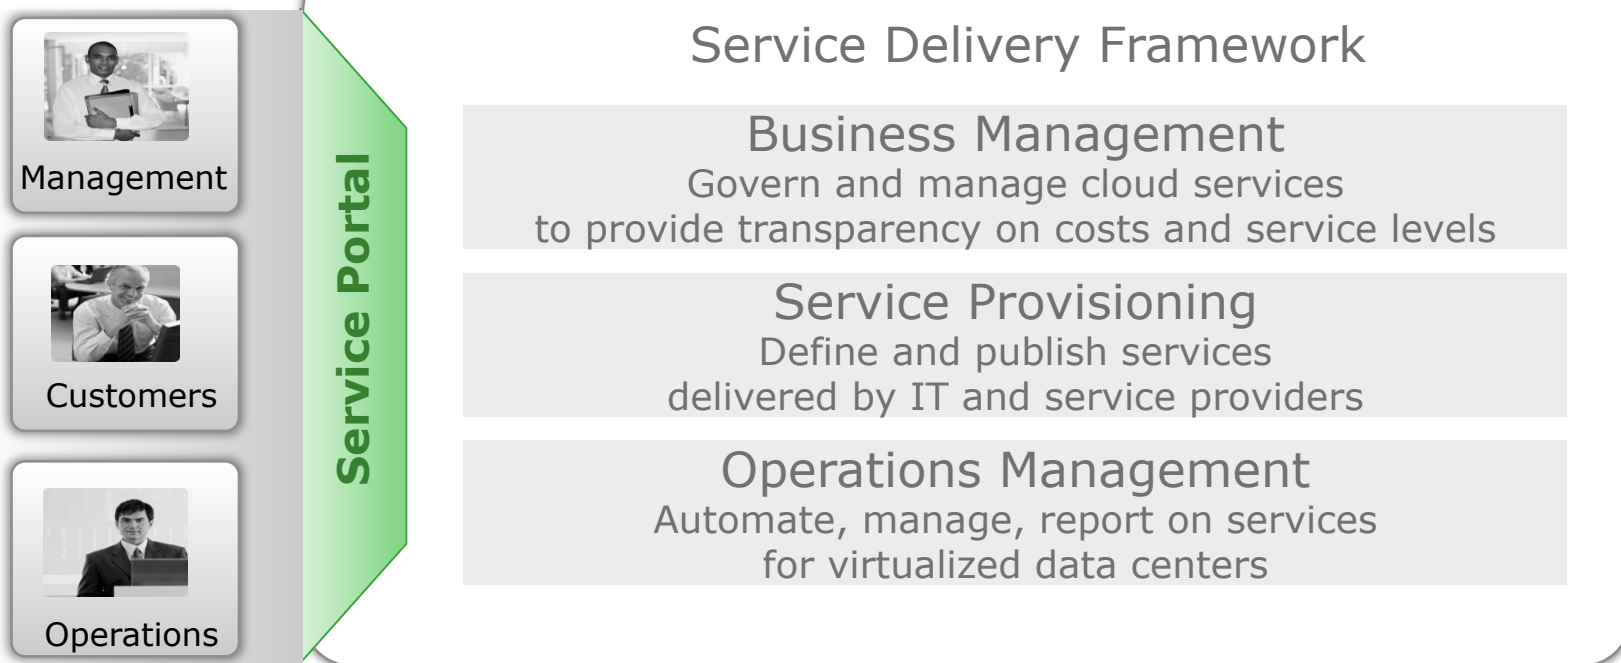 Management
Customers
Operations
Service Portal
Service Delivery Framework
Business Management
Govern and manage cloud services
to provide transparency on costs and service levels
Service Provisioning
Define and publish services
delivered by IT and service providers
Operations Management
Automate, manage, report on services
for virtualized data centers